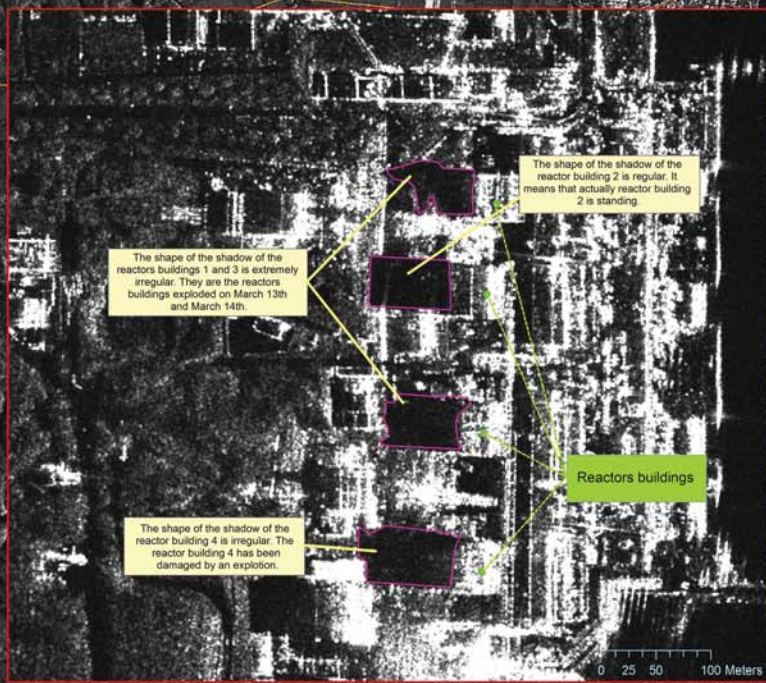 The shape of the shadow of the
reactor building 2 is regular. It
means that actually reactor building
2 is standing.
The shape of the shadow of the
reactors buildings 1 and 3 is extremely
irregular. They are the reactors
buildings exploded on March 13th
and March 14th.
Reactors buildings
The shape of the shadow of the
reactor building 4 is irregular. The
reactor building 4 has been
damaged by an explotion.
0 25 50 100 Meters